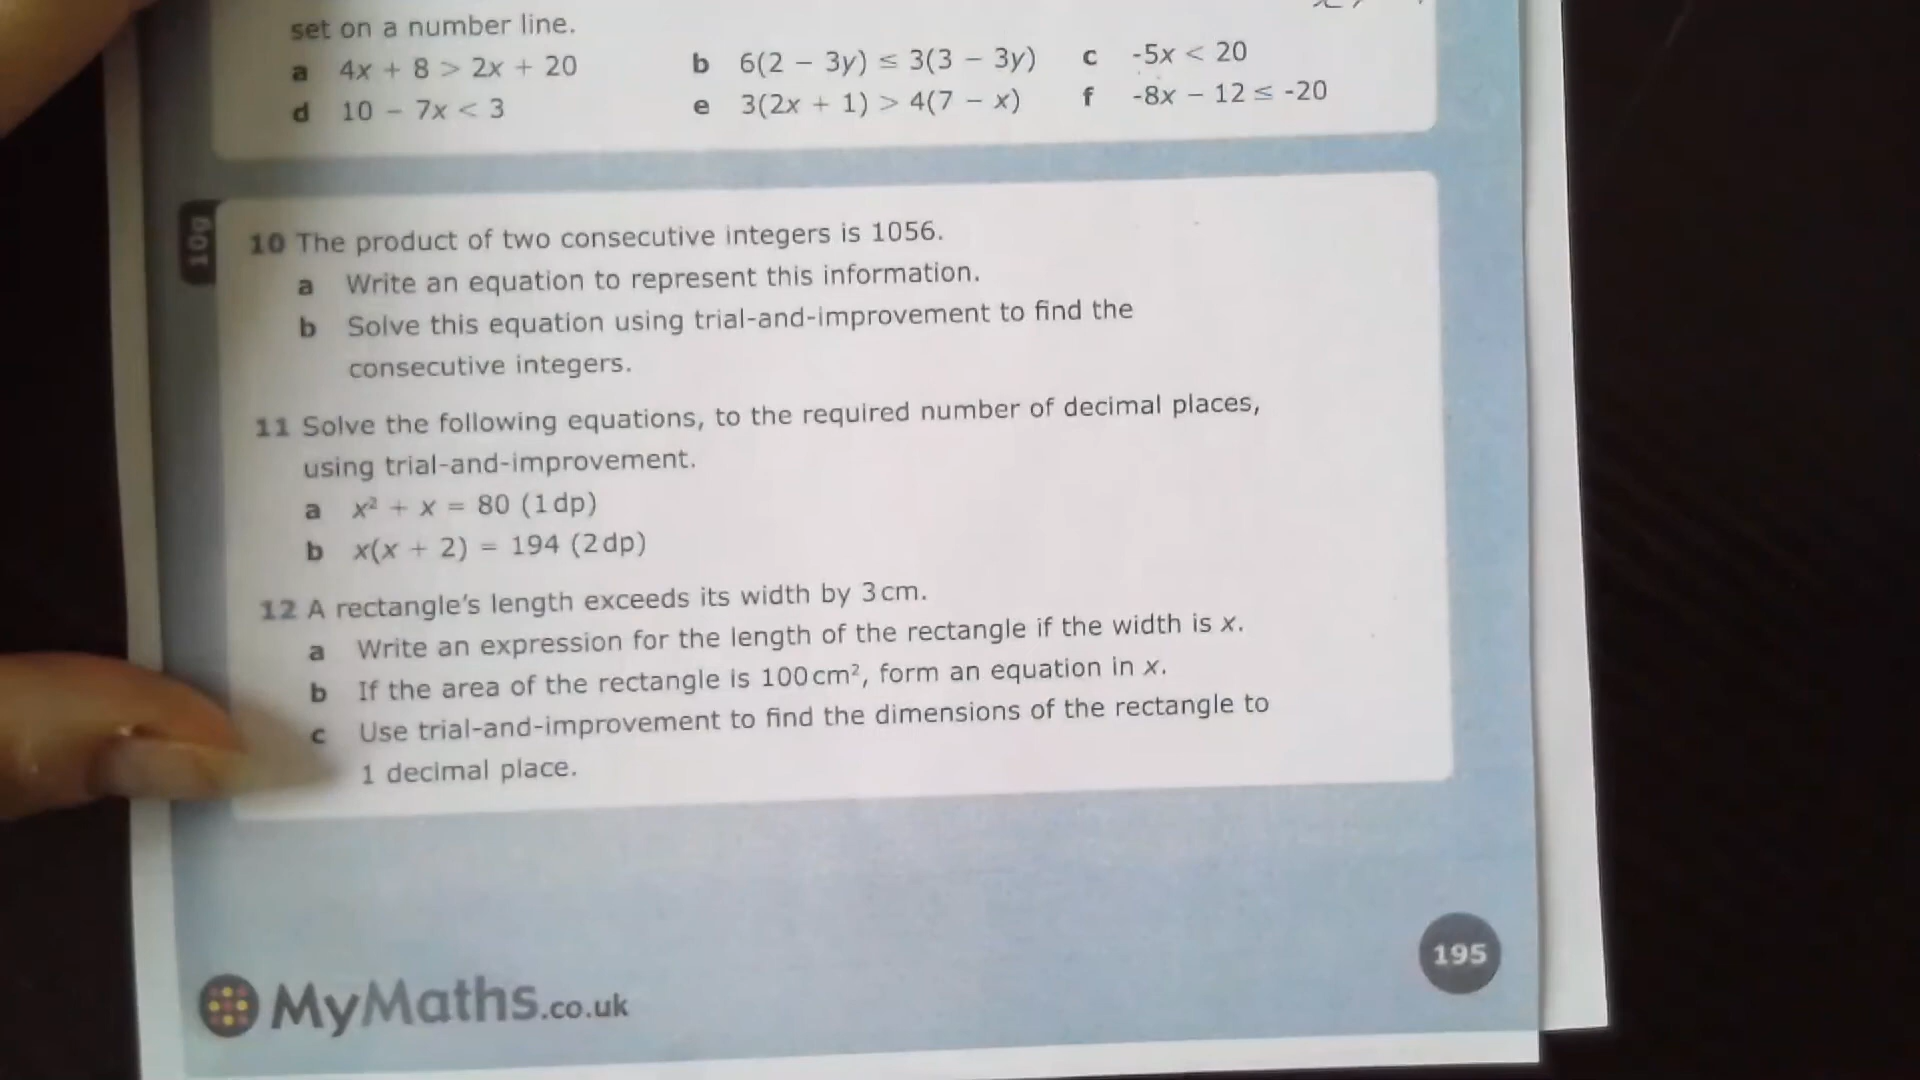 set on a number line.
a 4x + 8 > 2x + 20 b 6(2 - 3y) ≤ 3(3 - 3y) c -5x < 20
d 10 - 7x < 3 e 3(2x + 1) > 4(7 - x) f -8x - 12 ≤ -20
10g
10 The product of two consecutive integers is 1056.
a Write an equation to represent this information.
b Solve this equation using trial-and-improvement to find the
consecutive integers.
11 Solve the following equations, to the required number of decimal places,
using trial-and-improvement.
a x² + x = 80 (1 dp)
b x(x + 2) = 194 (2 dp)
12 A rectangle's length exceeds its width by 3 cm.
a Write an expression for the length of the rectangle if the width is x.
b If the area of the rectangle is 100 cm², form an equation in x.
c Use trial-and-improvement to find the dimensions of the rectangle to
1 decimal place.
195
MyMaths.co.uk